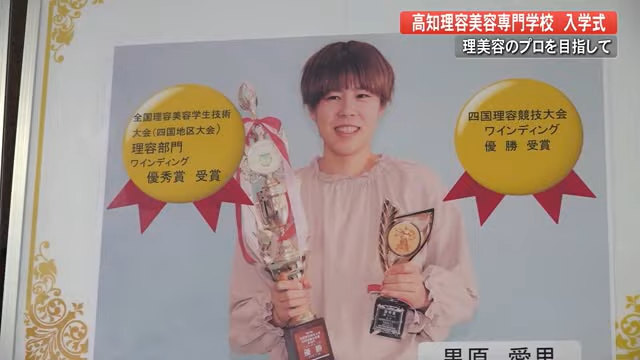 高知理容美容専門学校 入学式
理美容のプロを目指して
全国理容美容学生技術
大会(四国地区大会)
理容部門
ワインディング
優秀賞 受賞
四国理容競技大会
ワインディング
優勝 受賞